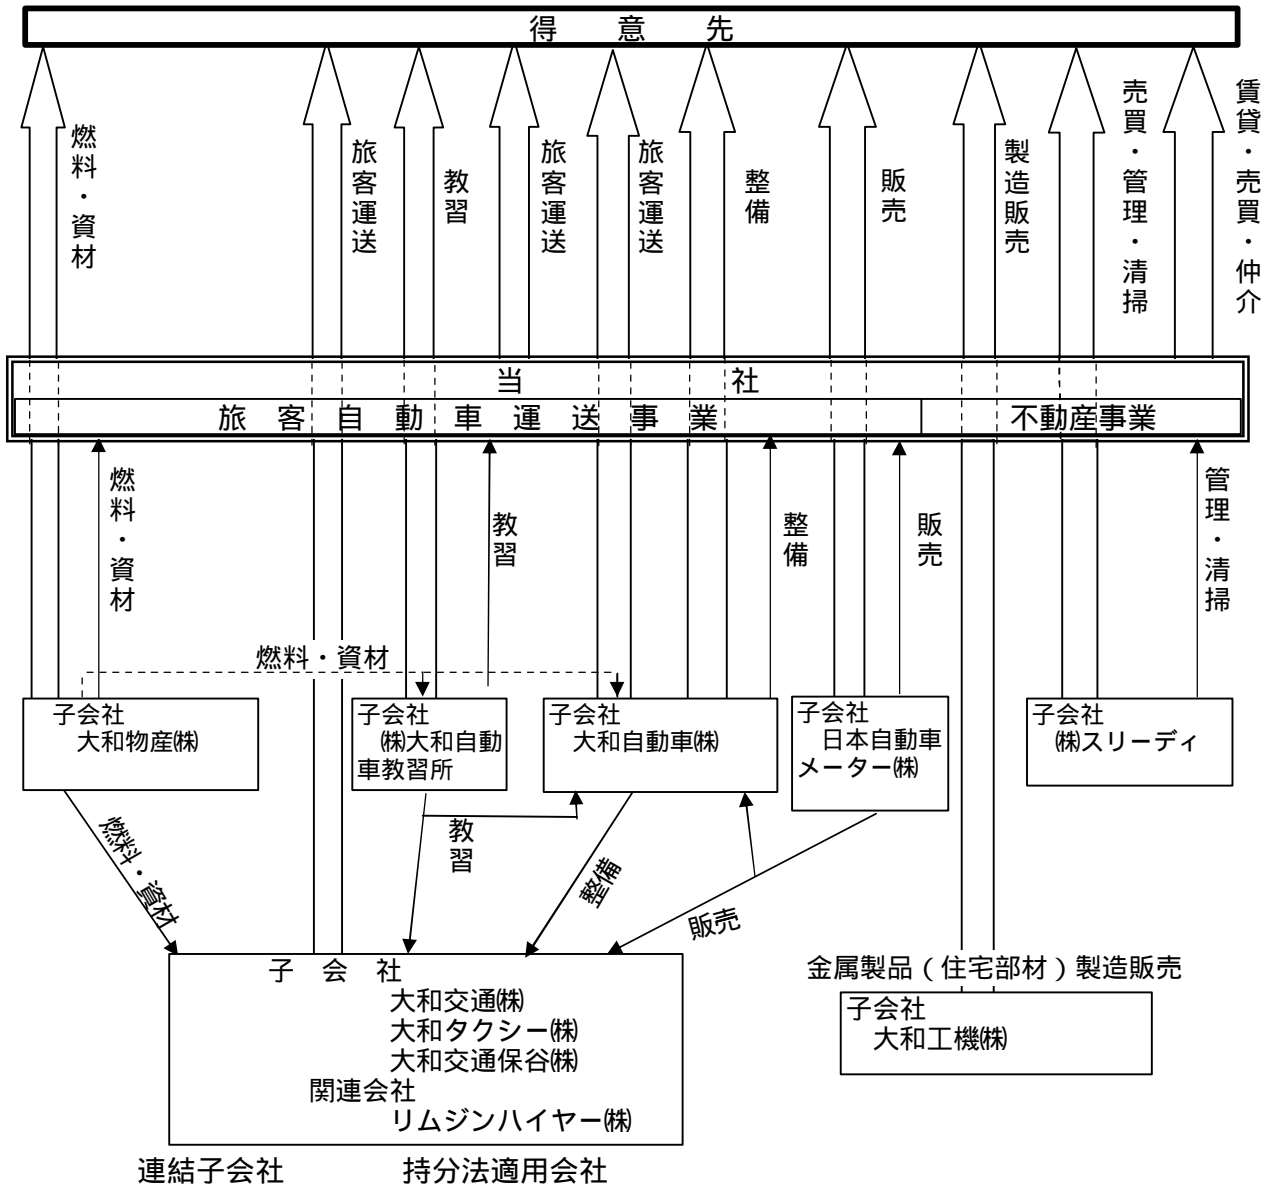 得 意 先
燃料・資材
旅客運送
教習
旅客運送
旅客運送
整備
販売
製造販売
売買・管理・清掃
賃貸・売買・仲介
当 社
旅 客 自 動 車 運 送 事 業
不動産事業
燃料・資材
教習
整備
販売
管理・清掃
燃料・資材
子会社
大和物産㈱
子会社
㈱大和自動
車教習所
子会社
大和自動車㈱
子会社
日本自動車
メーター㈱
子会社
㈱スリーディ
燃料・資材
教習
整備
販売
子 会 社
大和交通㈱
大和タクシー㈱
大和交通保谷㈱
関連会社
リムジンハイヤー㈱
金属製品（住宅部材）製造販売
子会社
大和工機㈱
連結子会社
持分法適用会社